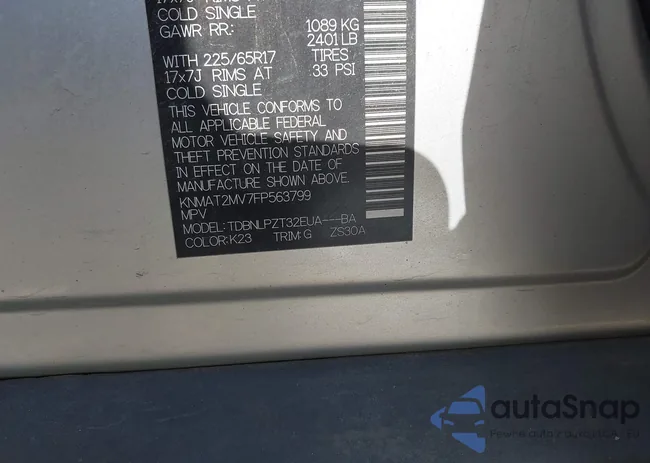 COLD SINGLE
GAWR RR: 1089 KG
2401 LB
WITH 225/65R17 TIRES
17x7J RIMS AT 33 PSI
COLD SINGLE
THIS VEHICLE CONFORMS TO
ALL APPLICABLE FEDERAL
MOTOR VEHICLE SAFETY AND
THEFT PREVENTION STANDARDS
IN EFFECT ON THE DATE OF
MANUFACTURE SHOWN ABOVE.
KNMAT2MV7FP563799
MPV
MODEL:TDBNLPZT32EUA---BA
COLOR:K23 TRIM:G ZS30A
autoSnap